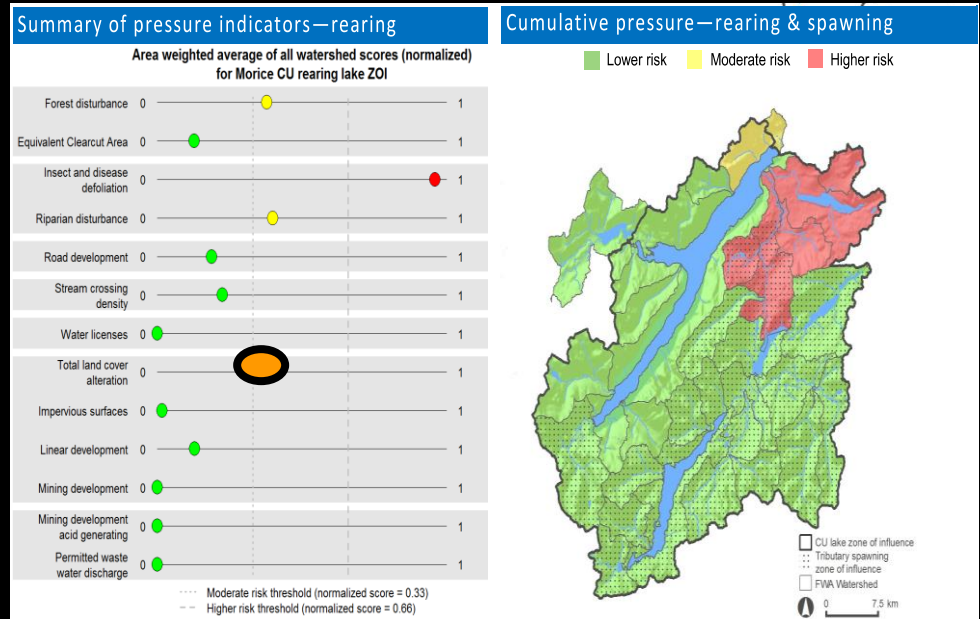 Summary of pressure indicators—rearing
Area weighted average of all watershed scores (normalized)
for Morice CU rearing lake ZOI
Forest disturbance 0 1
Equivalent Clearcut Area 0 1
Insect and disease
defoliation 0 1
Riparian disturbance 0 1
Road development 0 1
Stream crossing
density 0 1
Water licenses 0 1
Total land cover
alteration 0 1
Impervious surfaces 0 1
Linear development 0 1
Mining development 0 1
Mining development
acid generating 0 1
Permitted waste
water discharge 0 1
Moderate risk threshold (normalized score = 0.33)
Higher risk threshold (normalized score = 0.66)
Cumulative pressure—rearing & spawning
Lower risk Moderate risk Higher risk
CU lake zone of influence
Tributary spawning
zone of influence
FWA Watershed
0 7.5 km